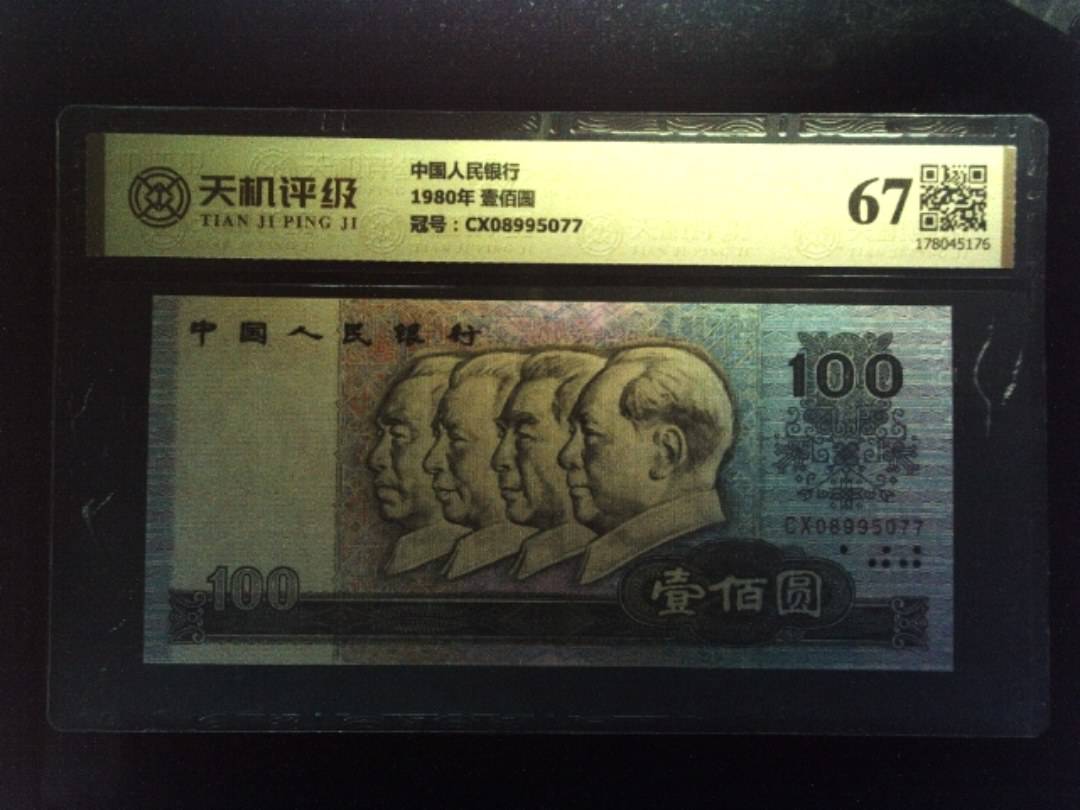 天机评级
TIAN JI PING JI
中国人民银行
1980年 壹佰圆
冠号：CX08995077
67
178045176
中国人民银行
100
CX08995077
100
壹佰圆